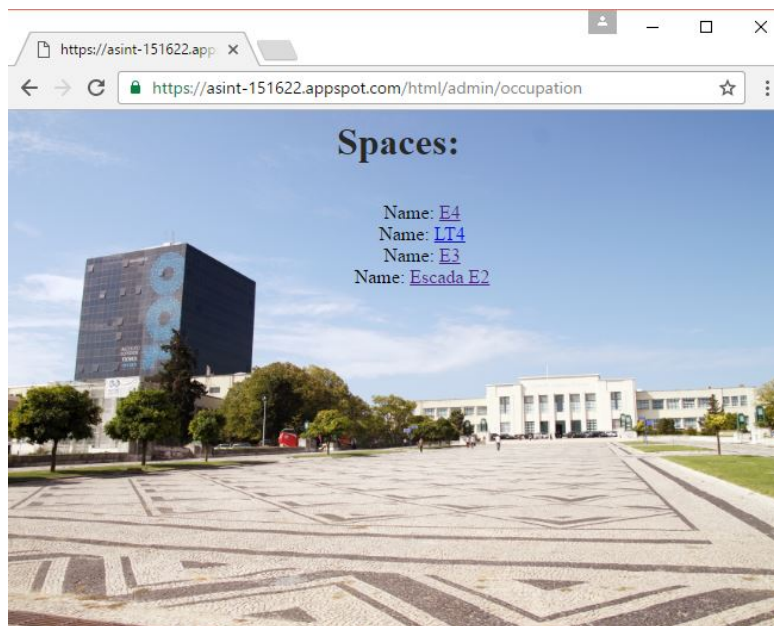 https://asint-151622.app
https://asint-151622.appspot.com/html/admin/occupation
Spaces:
Name: E4
Name: LT4
Name: E3
Name: Escada E2